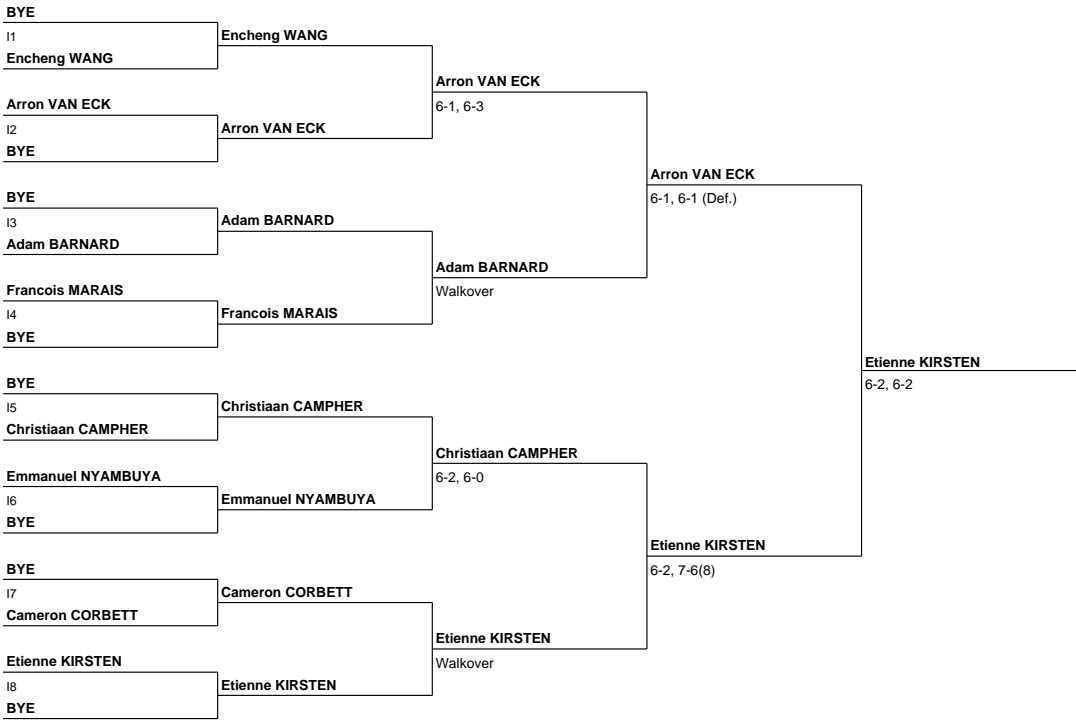 BYE
I1
Encheng WANG
Arron VAN ECK
I2
BYE
BYE
I3
Adam BARNARD
Francois MARAIS
I4
BYE
BYE
I5
Christiaan CAMPHER
Emmanuel NYAMBUYA
I6
BYE
BYE
I7
Cameron CORBETT
Etienne KIRSTEN
I8
BYE
Encheng WANG
Arron VAN ECK
Adam BARNARD
Francois MARAIS
Christiaan CAMPHER
Emmanuel NYAMBUYA
Cameron CORBETT
Etienne KIRSTEN
Arron VAN ECK
6-1, 6-3
Adam BARNARD
Walkover
Christiaan CAMPHER
6-2, 6-0
Etienne KIRSTEN
Walkover
Arron VAN ECK
6-1, 6-1 (Def.)
Etienne KIRSTEN
6-2, 7-6(8)
Etienne KIRSTEN
6-2, 6-2